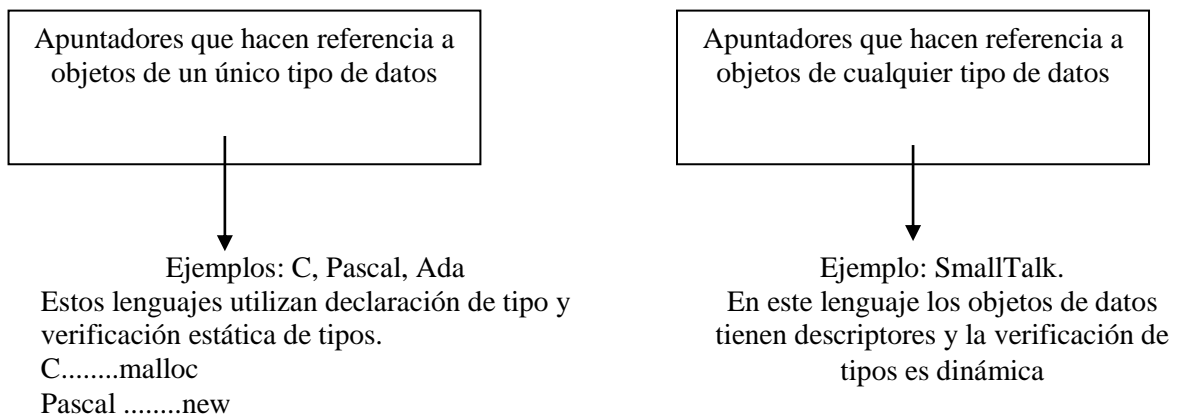 Apuntadores que hacen referencia a
objetos de un único tipo de datos
Ejemplos: C, Pascal, Ada
Estos lenguajes utilizan declaración de tipo y
verificación estática de tipos.
C........malloc
Pascal ........new
Apuntadores que hacen referencia a
objetos de cualquier tipo de datos
Ejemplo: SmallTalk.
En este lenguaje los objetos de datos
tienen descriptores y la verificación de
tipos es dinámica